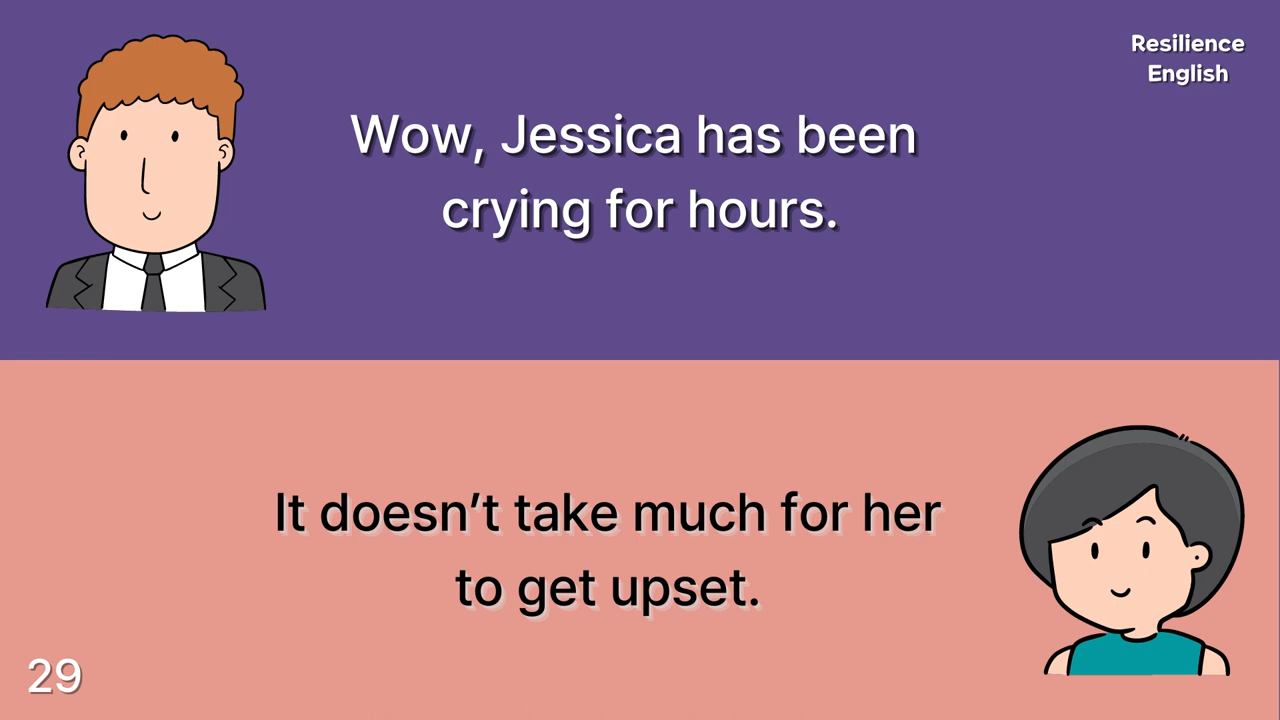 Resilience
English
Wow, Jessica has been
crying for hours.
It doesn’t take much for her
to get upset.
29